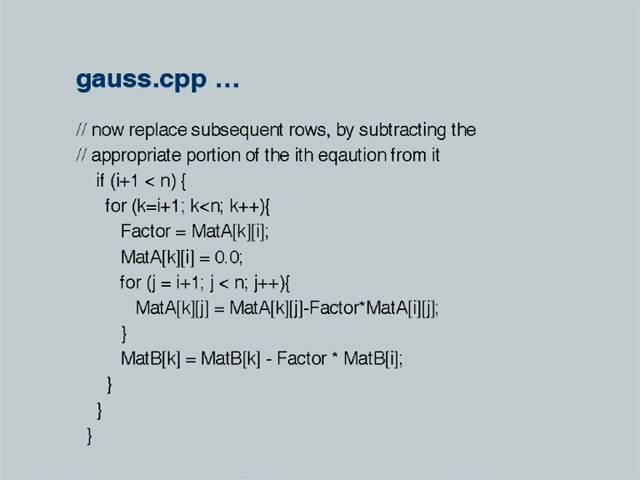 gauss.cpp …
// now replace subsequent rows, by subtracting the
// appropriate portion of the ith eqaution from it
if (i+1 < n) {
for (k=i+1; k<n; k++){
Factor = MatA[k][i];
MatA[k][i] = 0.0;
for (j = i+1; j < n; j++){
MatA[k][j] = MatA[k][j]-Factor*MatA[i][j];
}
MatB[k] = MatB[k] - Factor * MatB[i];
}
}
}